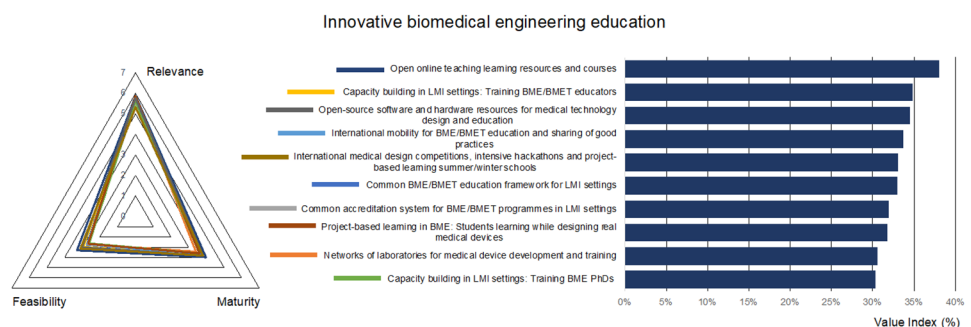 Innovative biomedical engineering education
7
Relevance
6
5
3
2
1
0
Feasibility
Maturity
Open online teaching learning resources and courses
Capacity building in LMI settings: Training BME/BMET educators
Open-source software and hardware resources for medical technology
design and education
International mobility for BME/BMET education and sharing of good
practices
International medical design competitions, intensive hackathons and project-
based learning summer/winter schools
Common BME/BMET education framework for LMI settings
Common accreditation system for BME/BMET programmes in LMI settings
Project-based learning in BME: Students learning while designing real
medical devices
Networks of laboratories for medical device development and training
Capacity building in LMI settings: Training BME PhDs
0% 5% 10% 15% 20% 25% 30% 35% 40%
Value Index (%)